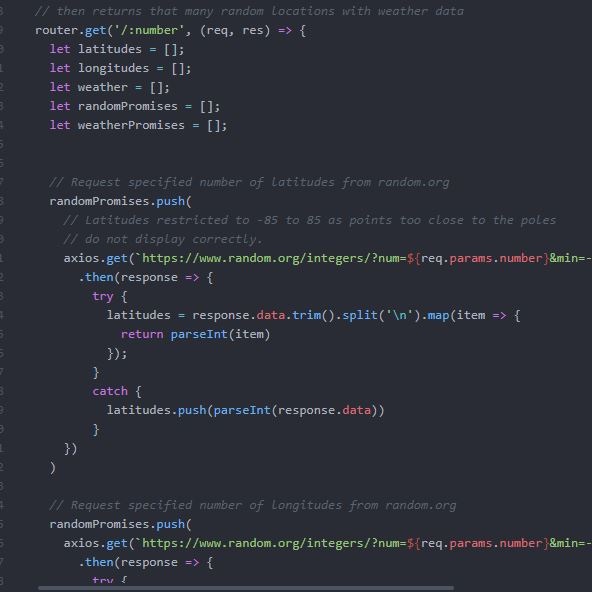 // then returns that many random locations with weather data
router.get('/:number', (req, res) => {
let latitudes = [];
let longitudes = [];
let weather = [];
let randomPromises = [];
let weatherPromises = [];
// Request specified number of latitudes from random.org
randomPromises.push(
// Latitudes restricted to -85 to 85 as points too close to the poles
// do not display correctly.
axios.get(`https://www.random.org/integers/?num=${req.params.number}&min=-
.then(response => {
try {
latitudes = response.data.trim().split('\n').map(item => {
return parseInt(item)
});
}
catch {
latitudes.push(parseInt(response.data))
}
})
)
// Request specified number of longitudes from random.org
randomPromises.push(
axios.get(`https://www.random.org/integers/?num=${req.params.number}&min=-
.then(response => {
try {